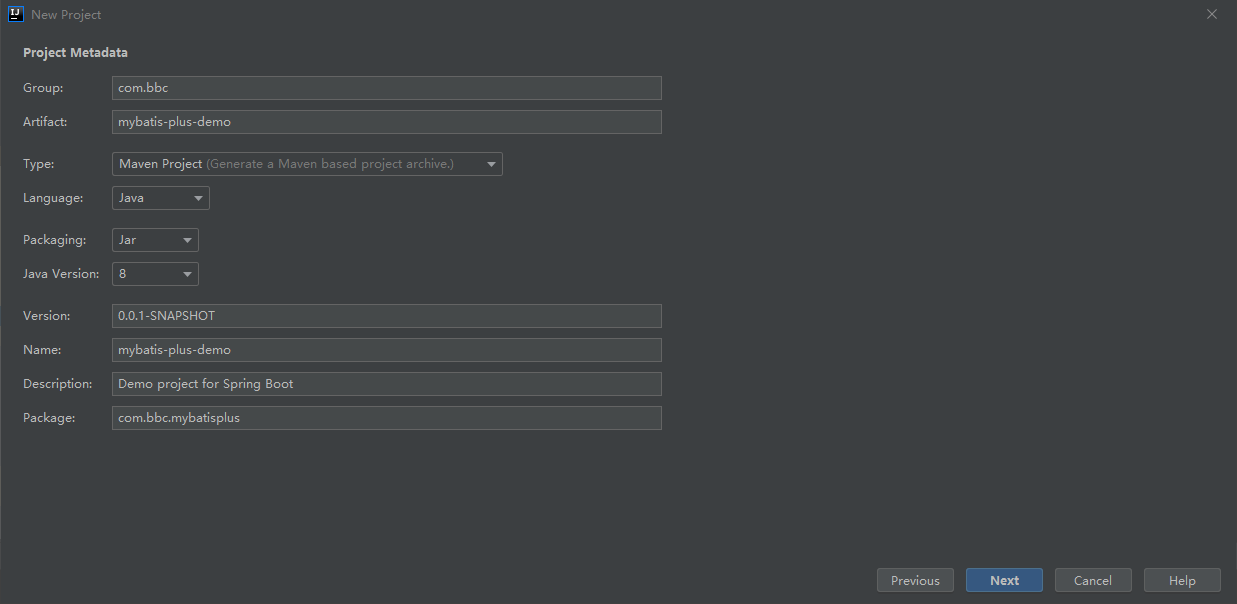 IJ New Project
Project Metadata
Group: com.bbc
Artifact: mybatis-plus-demo
Type: Maven Project (Generate a Maven based project archive.)
Language: Java
Packaging: Jar
Java Version: 8
Version: 0.0.1-SNAPSHOT
Name: mybatis-plus-demo
Description: Demo project for Spring Boot
Package: com.bbc.mybatisplus
Previous Next Cancel Help